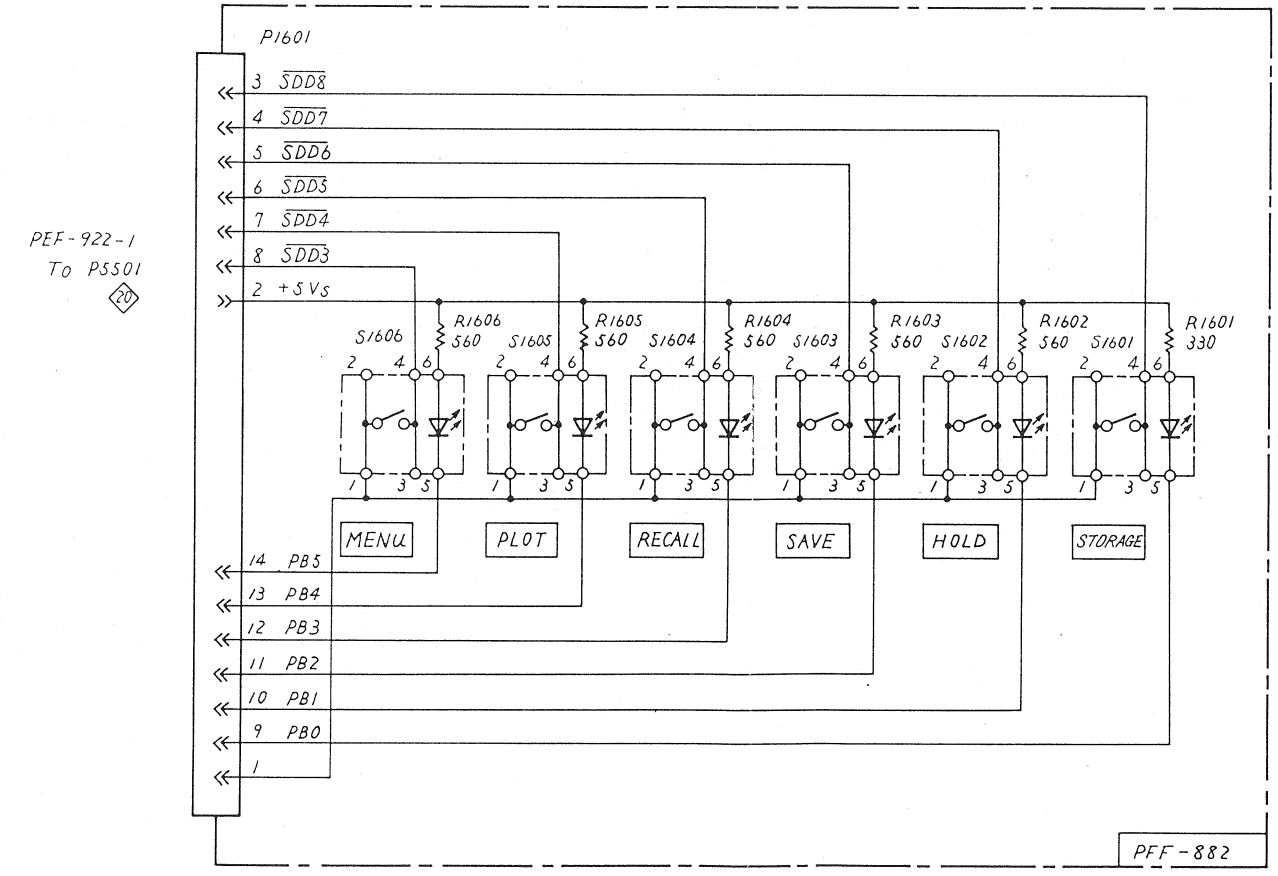 P1601
3 SDD8
4 SDD7
5 SDD6
6 SDD5
7 SDD4
8 SDD3
2 +5Vs
PEF-922-1
TO P5501
20
S1606 R1606 560
S1605 R1605 560
S1604 R1604 560
S1603 R1603 560
S1602 R1602 560
S1601 R1601 330
2 4 6 2 4 6 2 4 6 2 4 6 2 4 6 2 4 6
1 3 5 1 3 5 1 3 5 1 3 5 1 3 5 1 3 5
MENU PLOT RECALL SAVE HOLD STORAGE
14 PB5
13 PB4
12 PB3
11 PB2
10 PB1
9 PB0
1
PFF-882